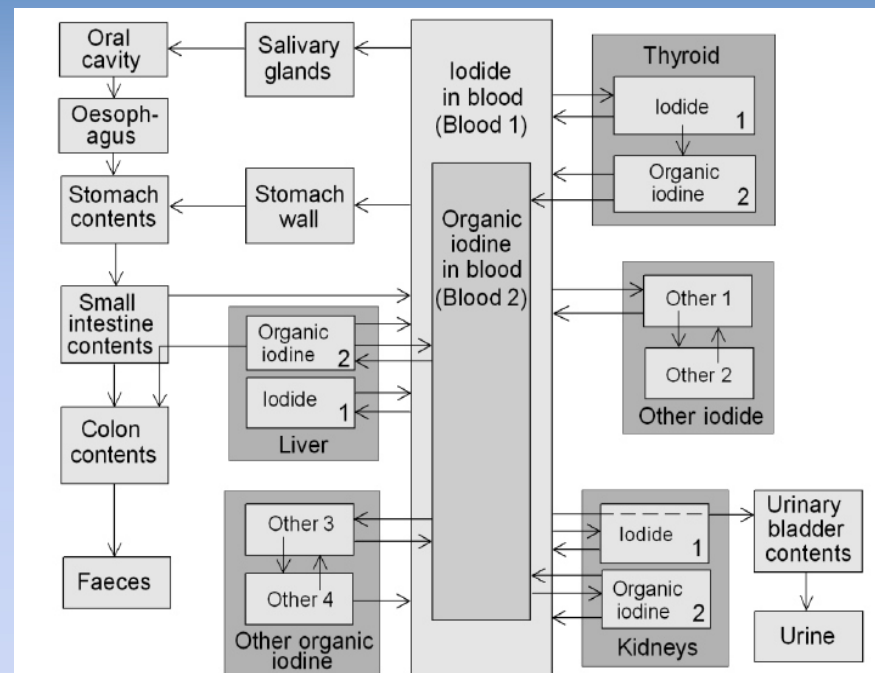 Oral
cavity
Oesoph-
agus
Stomach
contents
Small
intestine
contents
Colon
contents
Faeces
Salivary
glands
Stomach
wall
Organic
iodine
2
Iodide
1
Liver
Other 3
Other 4
Other organic
iodine
Iodide
in blood
(Blood 1)
Organic
iodine
in blood
(Blood 2)
Thyroid
Iodide
1
Organic
iodine
2
Other 1
Other 2
Other iodide
Iodide
1
Organic
iodine
2
Kidneys
Urinary
bladder
contents
Urine